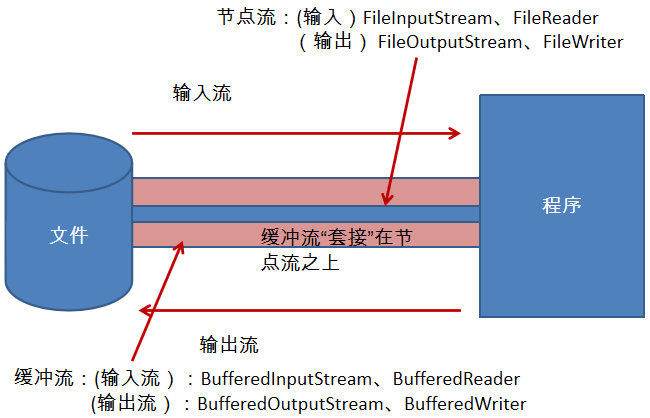 节点流：(输入）FileInputStream、FileReader
（输出）FileOutputStream、FileWriter
输入流
文件
程序
缓冲流“套接”在节
点流之上
输出流
缓冲流：(输入流）：BufferedInputStream、BufferedReader
(输出流）：BufferedOutputStream、BufferedWriter